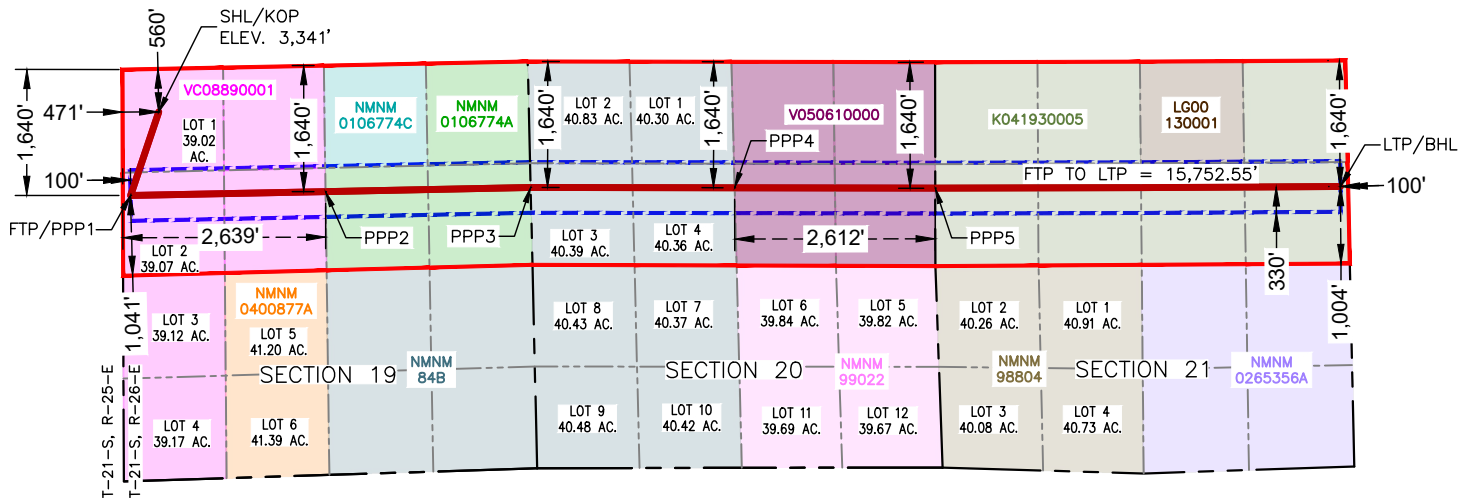 560'
SHL/KOP
ELEV. 3,341'
1,640'
471'
VC08890001
LOT 1
39.02
AC.
1,640'
NMNM
0106774C
NMNM
0106774A
1,640'
LOT 2
40.83 AC.
LOT 1
40.30 AC.
1,640'
V050610000
1,640'
K041930005
LG00
130001
1,640'
PPP4
LTP/BHL
100'
FTP TO LTP = 15,752.55'
100'
FTP/PPP1
2,639'
PPP2
PPP3
LOT 3
40.39 AC.
LOT 4
40.36 AC.
2,612'
PPP5
330'
LOT 2
39.07 AC.
1,041'
1,004'
LOT 3
39.12 AC.
NMNM
0400877A
LOT 5
41.20 AC.
LOT 8
40.43 AC.
LOT 7
40.37 AC.
LOT 6
39.84 AC.
LOT 5
39.82 AC.
LOT 2
40.26 AC.
LOT 1
40.91 AC.
SECTION 19
NMNM
84B
SECTION 20
NMNM
99022
NMNM
98804
SECTION 21
NMNM
0265356A
LOT 4
39.17 AC.
LOT 6
41.39 AC.
LOT 9
40.48 AC.
LOT 10
40.42 AC.
LOT 11
39.69 AC.
LOT 12
39.67 AC.
LOT 3
40.08 AC.
LOT 4
40.73 AC.
T-21-S, R-25-E
T-21-S, R-26-E